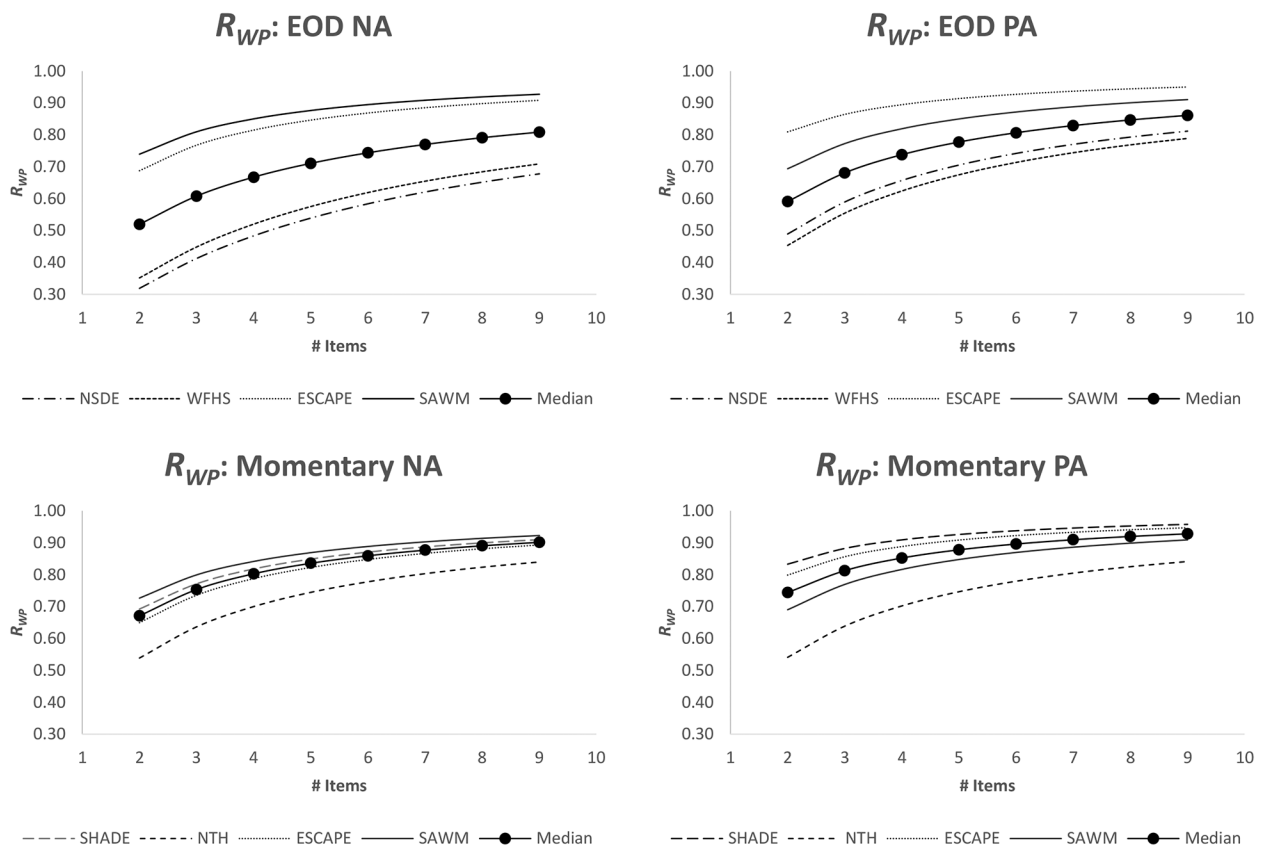 R_WP: EOD NA
1.00
0.90
0.80
0.70
0.60
0.50
0.40
0.30
R_WP
1 2 3 4 5 6 7 8 9 10
# Items
NSDE WFHS ESCAPE SAWM Median
R_WP: EOD PA
1.00
0.90
0.80
0.70
0.60
0.50
0.40
0.30
R_WP
1 2 3 4 5 6 7 8 9 10
# Items
NSDE WFHS ESCAPE SAWM Median
R_WP: Momentary NA
1.00
0.90
0.80
0.70
0.60
0.50
0.40
0.30
R_WP
1 2 3 4 5 6 7 8 9 10
# Items
SHADE NTH ESCAPE SAWM Median
R_WP: Momentary PA
1.00
0.90
0.80
0.70
0.60
0.50
0.40
0.30
R_WP
1 2 3 4 5 6 7 8 9 10
# Items
SHADE NTH ESCAPE SAWM Median